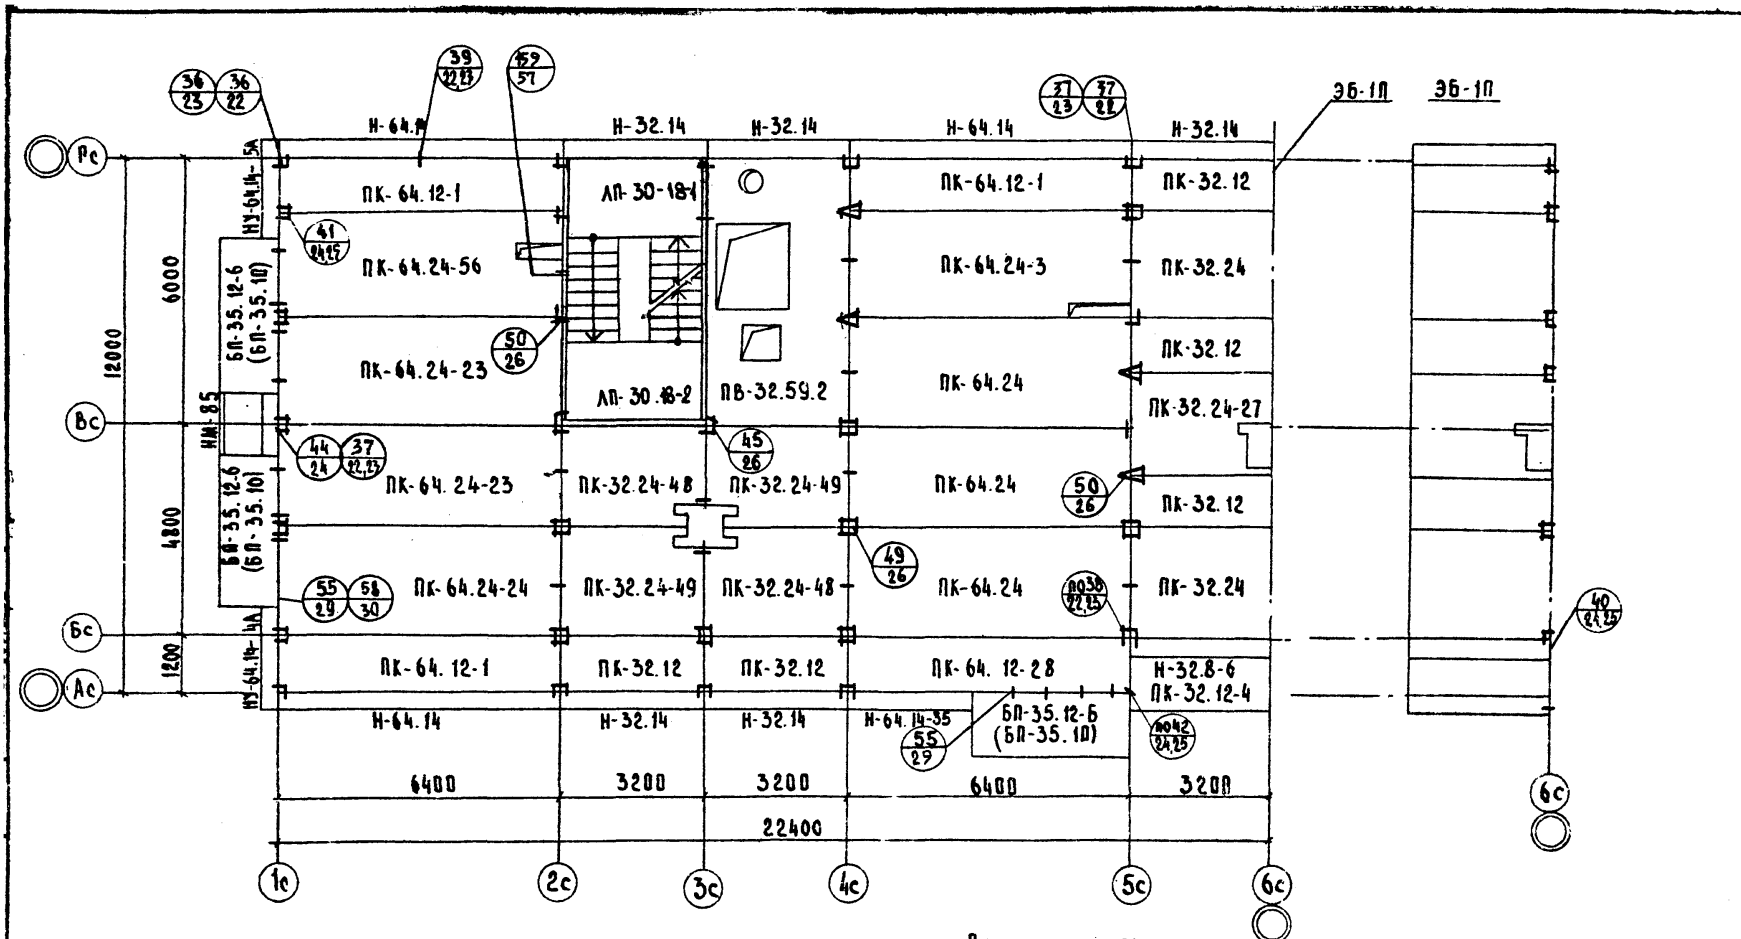 36 36 39 159 37 37 ЭБ-1П ЭБ-1П
23 22 22,23 57 23 22
Н-64.14 Н-32.14 Н-32.14 Н-64.14 Н-32.14
Рс
НУ-64.14-5А
ПК-64.12-1 ЛП-30-18-1 ПК-64.12-1 ПК-32.12
41
24,25
ПК-64.24-56 ПК-64.24-3 ПК-32.24
6000
12000
БП-35.12-6
(БП-35.10)
50
26
ПК-32.12
ПК-64.24-23 ЛП-30.18-2 ПВ-32.59.2 ПК-64.24 ПК-32.24-27
НМ-85
Вс
44 37 45
24 22,23 26
ПК-64.24-23 ПК-32.24-48 ПК-32.24-49 ПК-64.24 50 ПК-32.12
26
4800
БП-35.12-6
(БП-35.10)
49
26
55 58
29 30
ПК-64.24-24 ПК-32.24-49 ПК-32.24-48 ПК-64.24 ПК-32.24
по38
22,23
40
24,25
Бс
НУ-64.14-4А
1200
ПК-64.12-1 ПК-32.12 ПК-32.12 ПК-64.12-28 Н-32.8-6
ПК-32.12-4
Ас
Н-64.14 Н-32.14 Н-32.14 Н-64.14-35 БП-35.12-6
(БП-35.10)
55
29
по42
24,25
6400 3200 3200 6400 3200
22400
1с 2с 3с 4с 5с 6с 6с